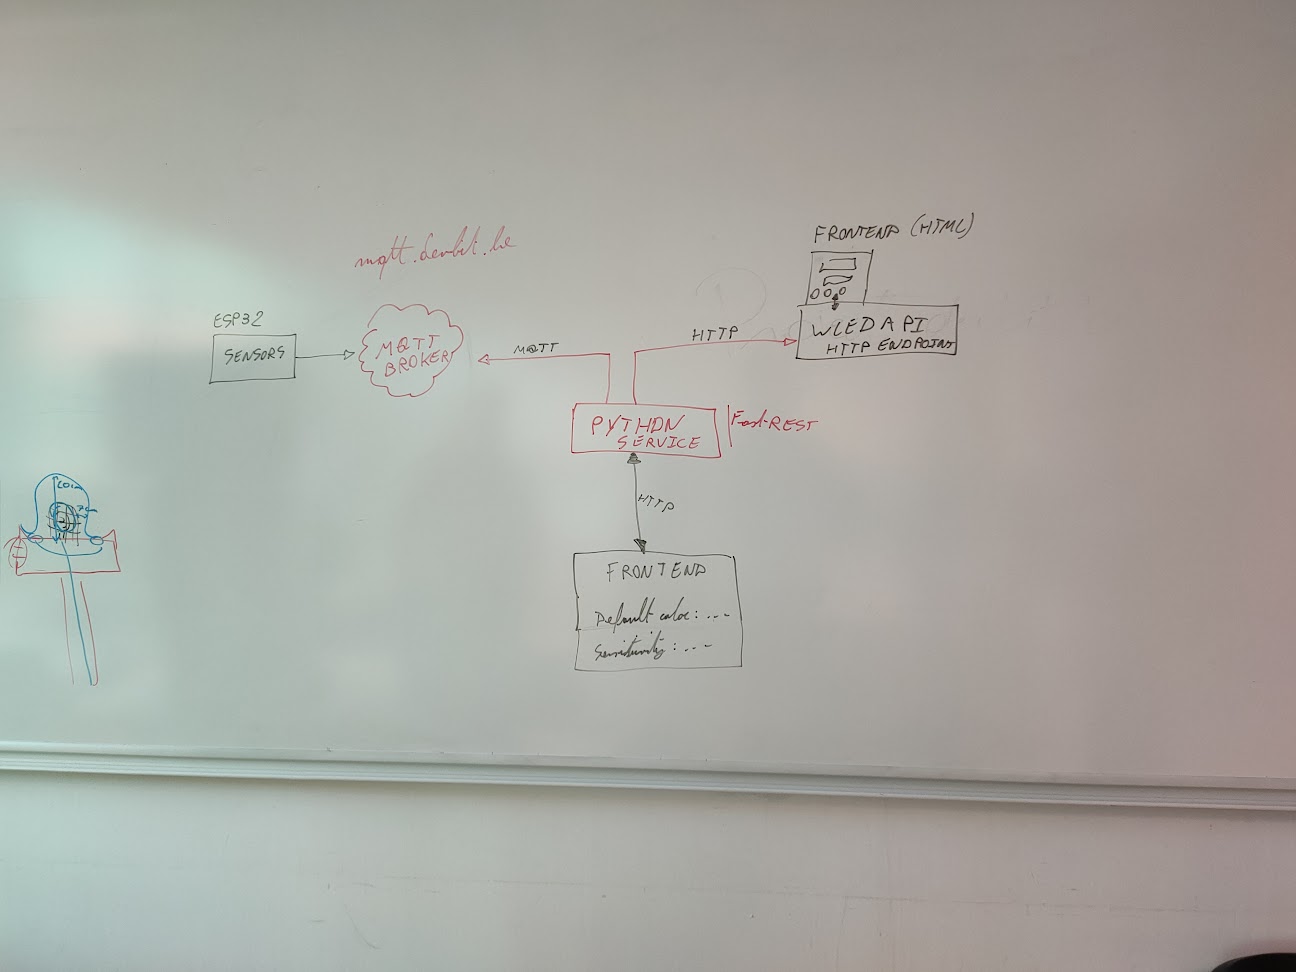 mqtt.devbit.be
FRONTEND (HTML)
ESP32
SENSORS
MQTT
BROKER
MQTT
HTTP
WLED API
HTTP ENDPOINT
PYTHON
SERVICE
Fast-REST
HTTP
FRONTEND
Default color: ...
Sensitivity: ...